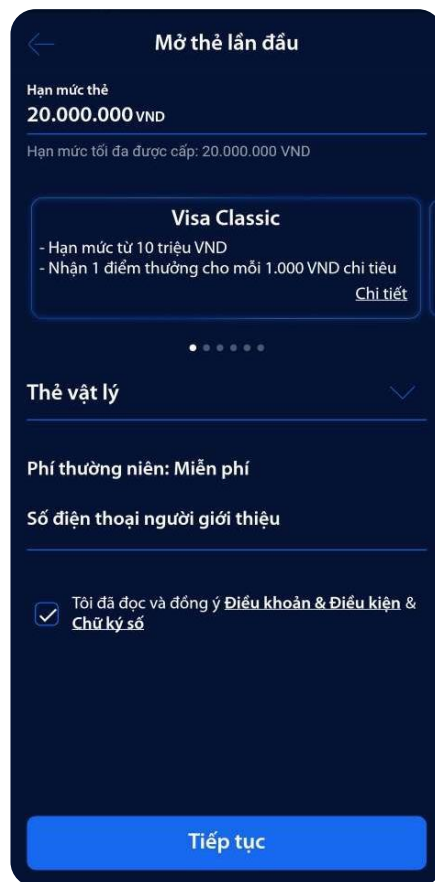 Mở thẻ lần đầu
Hạn mức thẻ
20.000.000 VND
Hạn mức tối đa được cấp: 20.000.000 VND
Visa Classic
- Hạn mức từ 10 triệu VND
- Nhận 1 điểm thưởng cho mỗi 1.000 VND chi tiêu
Chi tiết
Thẻ vật lý
Phí thường niên: Miễn phí
Số điện thoại người giới thiệu
Tôi đã đọc và đồng ý Điều khoản & Điều kiện &
Chữ ký số
Tiếp tục